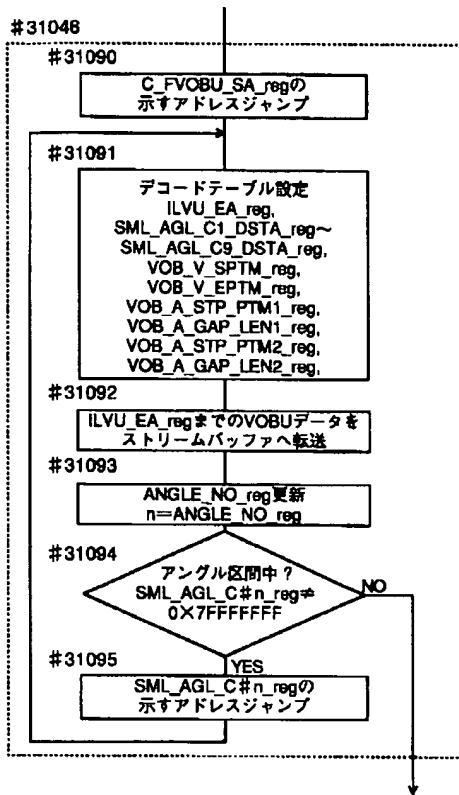 #31048
#31090
C_FVOBU_SA_regの
示すアドレスジャンプ
#31091
デコードテーブル設定
ILVU_EA_reg,
SML_AGL_C1_DSTA_reg~
SML_AGL_C9_DSTA_reg,
VOB_V_SPTM_reg,
VOB_V_EPTM_reg,
VOB_A_STP_PTM1_reg,
VOB_A_GAP_LEN1_reg,
VOB_A_STP_PTM2_reg,
VOB_A_GAP_LEN2_reg,
#31092
ILVU_EA_regまでのVOBUデータを
ストリームバッファへ転送
#31093
ANGLE_NO_reg更新
n=ANGLE_NO_reg
#31094
アングル区間中?
SML_AGL_C#n_reg≠
0×7FFFFFFF
NO
#31095
YES
SML_AGL_C#n_regの
示すアドレスジャンプ